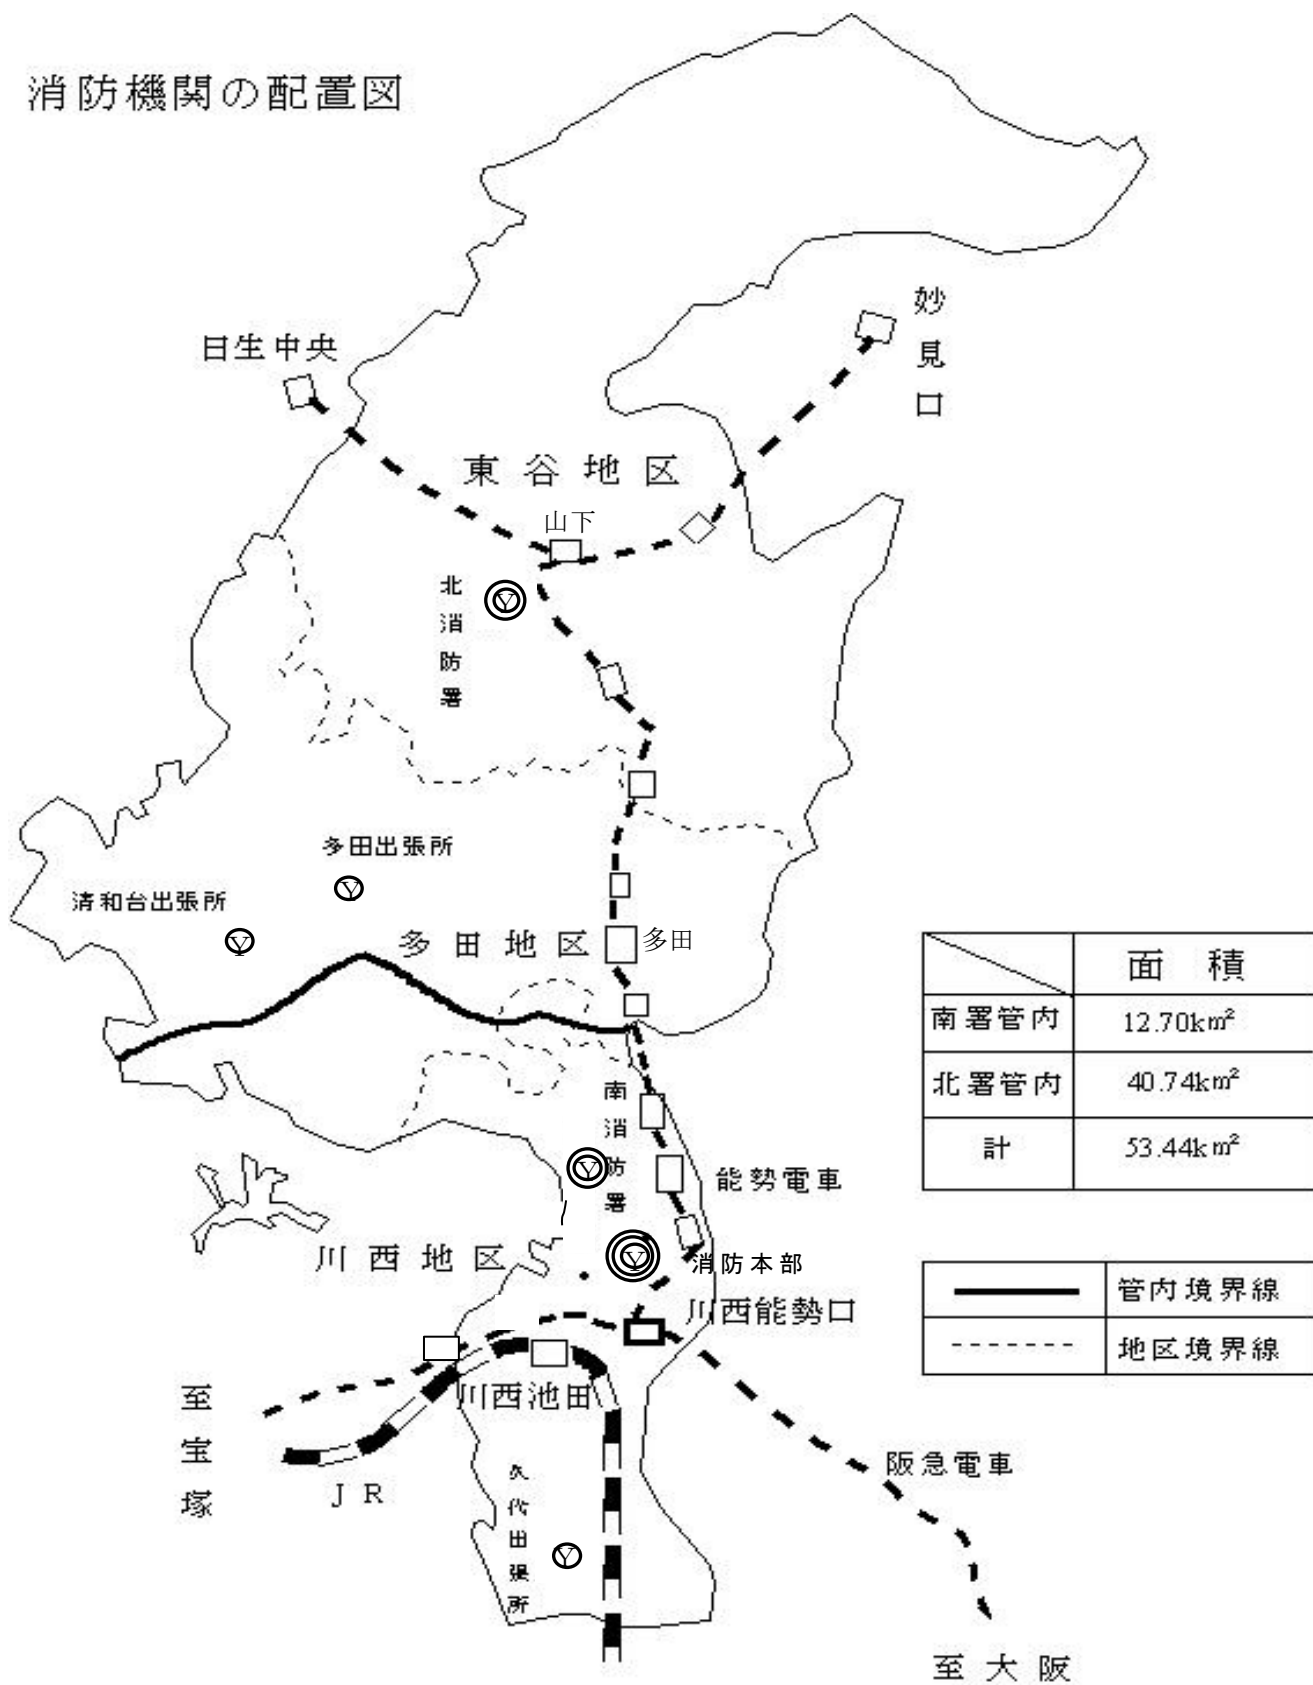 消防機関の配置図
妙見口
日生中央
東谷地区
山下
北消防署
多田出張所
清和台出張所
多田地区
多田
面 積
南署管内 12.70k㎡
北署管内 40.74k㎡
計 53.44k㎡
南消防署
能勢電車
川西地区
消防本部
川西能勢口
管内境界線
地区境界線
川西池田
至宝塚
JR
久代出張所
阪急電車
至大阪
Y
Y
Y
Y
Y
Y